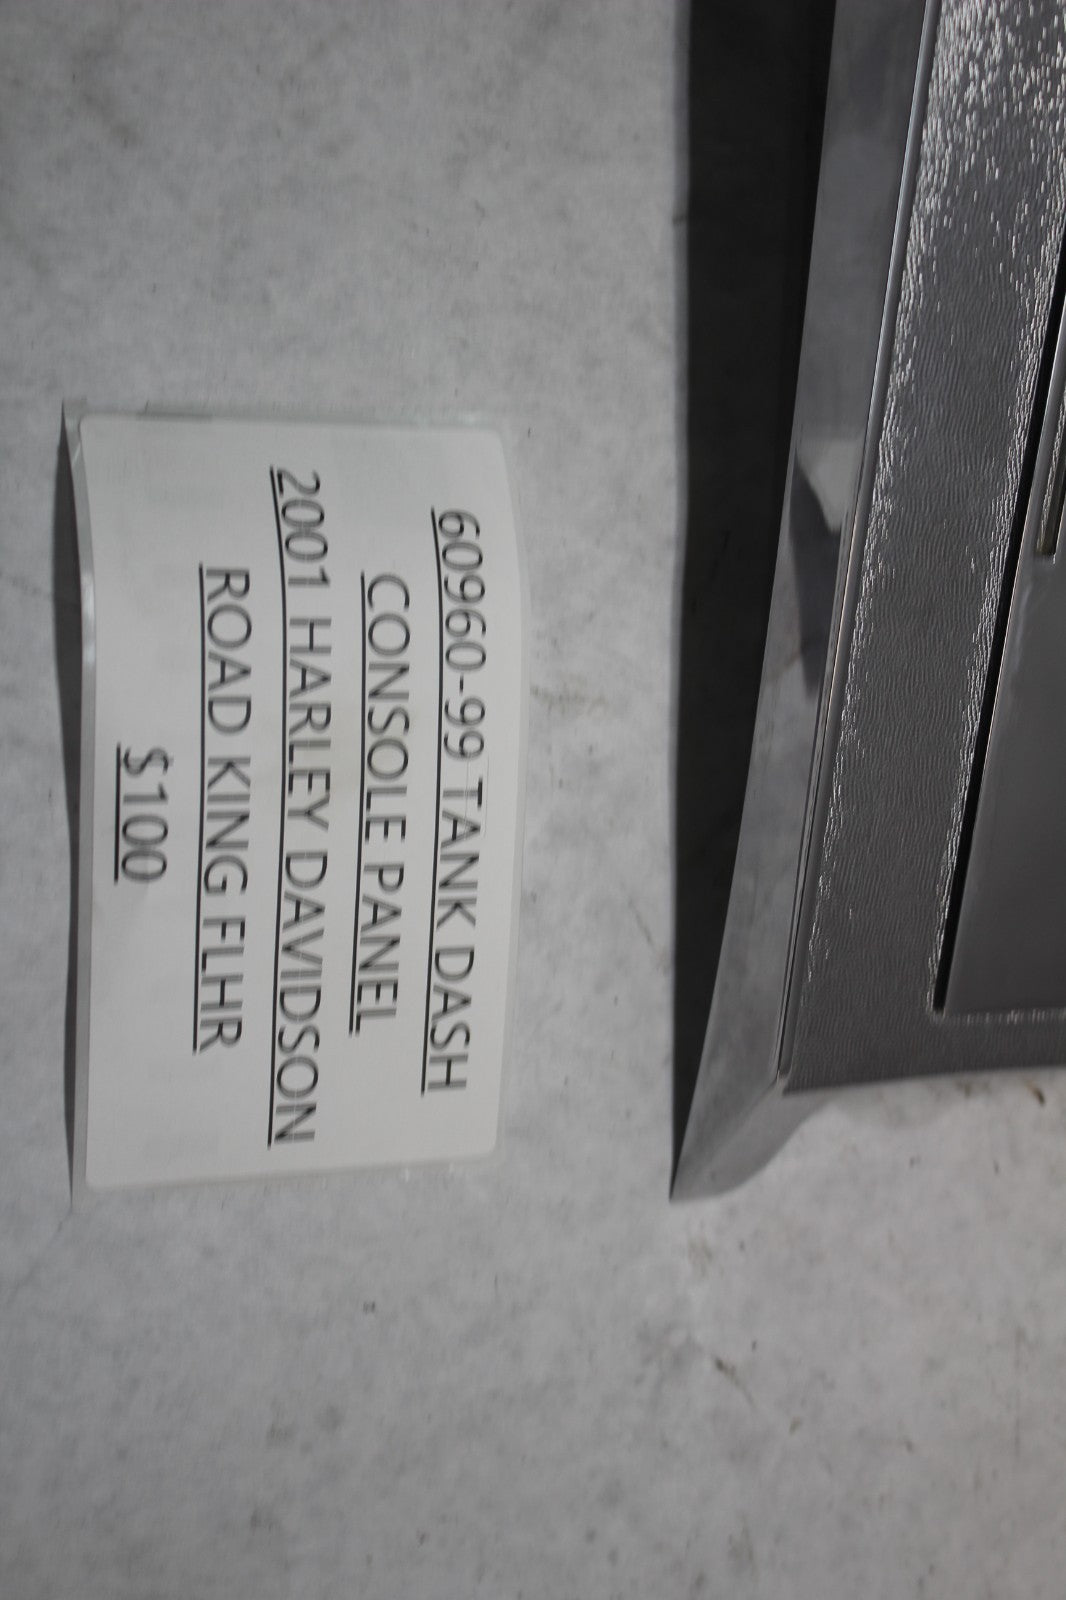 60960-99 TANK DASH
CONSOLE PANEL
2001 HARLEY DAVIDSON
ROAD KING FLHR
$100